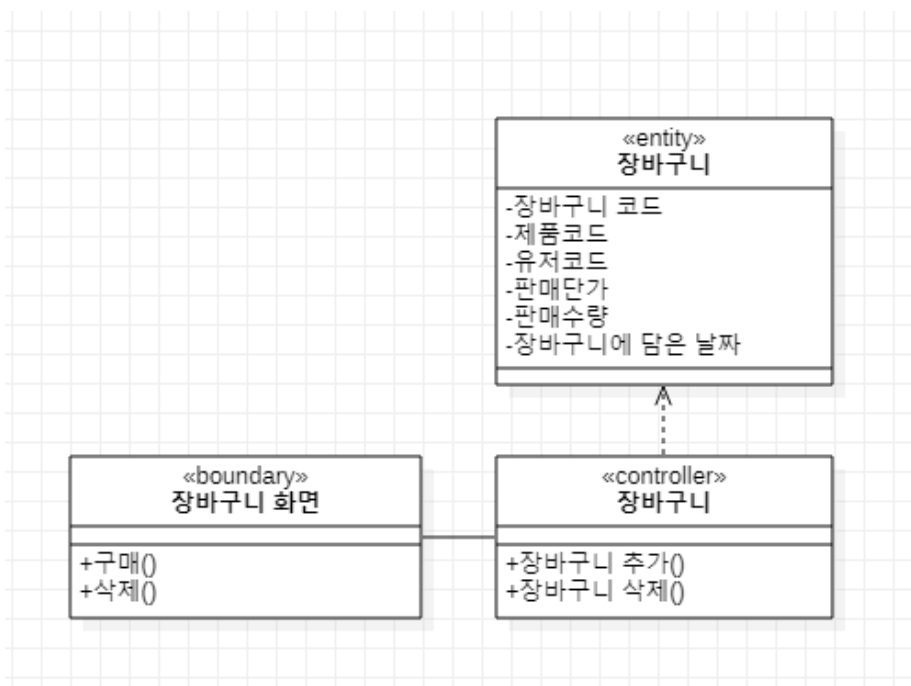 «entity»
장바구니
-장바구니 코드
-제품코드
-유저코드
-판매단가
-판매수량
-장바구니에 담은 날짜
«boundary»
장바구니 화면
+구매()
+삭제()
«controller»
장바구니
+장바구니 추가()
+장바구니 삭제()